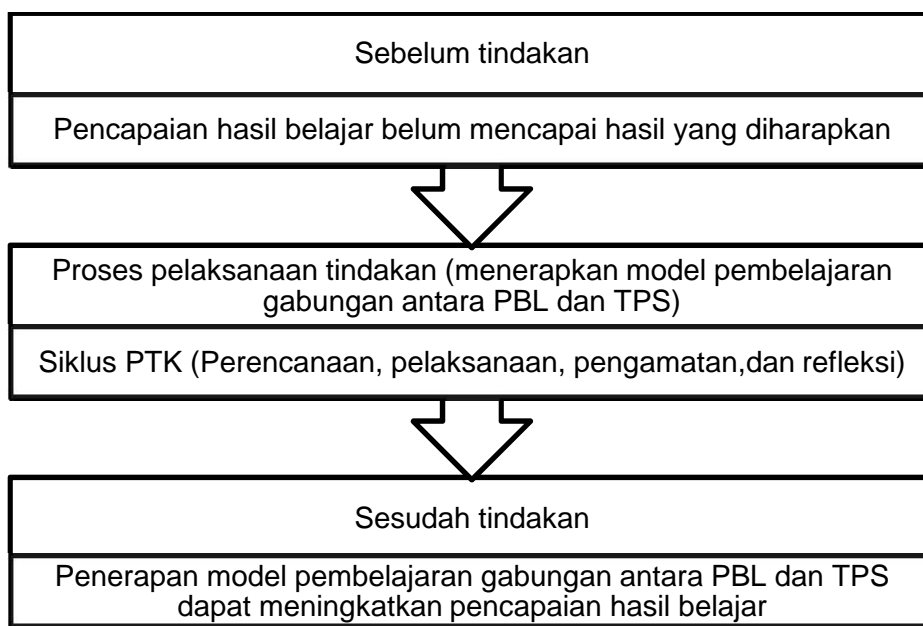 Sebelum tindakan
Pencapaian hasil belajar belum mencapai hasil yang diharapkan
Proses pelaksanaan tindakan (menerapkan model pembelajaran
gabungan antara PBL dan TPS)
Siklus PTK (Perencanaan, pelaksanaan, pengamatan,dan refleksi)
Sesudah tindakan
Penerapan model pembelajaran gabungan antara PBL dan TPS
dapat meningkatkan pencapaian hasil belajar